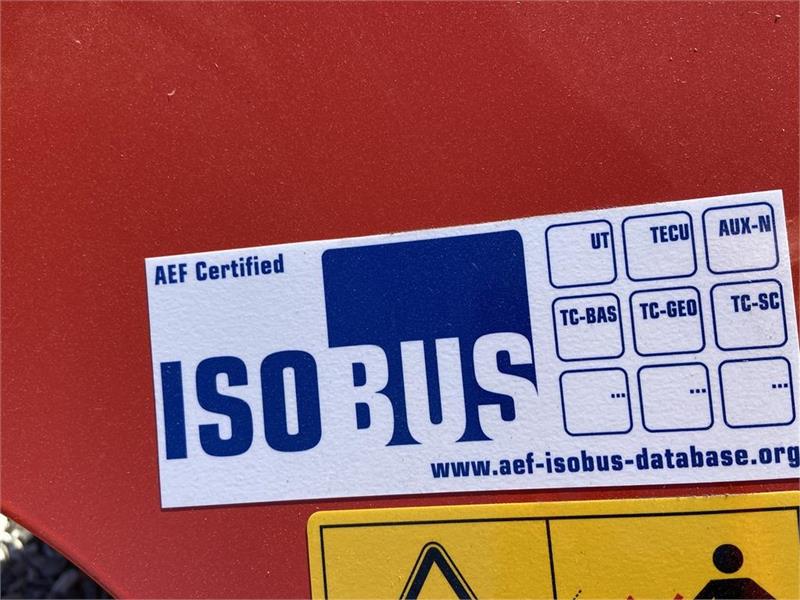 AEF Certified
ISOBUS
UT TECU AUX-N
TC-BAS TC-GEO TC-SC
... ... ...
www.aef-isobus-database.org